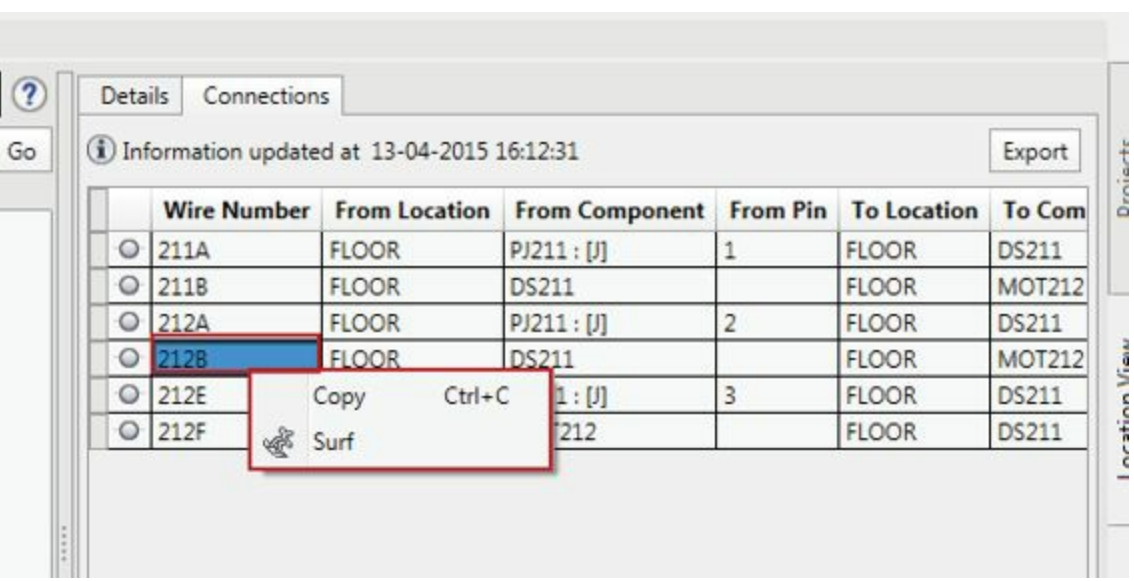 Details Connections
Go Information updated at 13-04-2015 16:12:31 Export
Projects
Wire Number From Location From Component From Pin To Location To Com
211A FLOOR PJ211 : [J] 1 FLOOR DS211
211B FLOOR DS211 FLOOR MOT212
212A FLOOR PJ211 : [J] 2 FLOOR DS211
212B FLOOR DS211 FLOOR MOT212
212E 1 : [J] 3 FLOOR DS211
212F 212 FLOOR DS211
Copy Ctrl+C
Surf
Location View